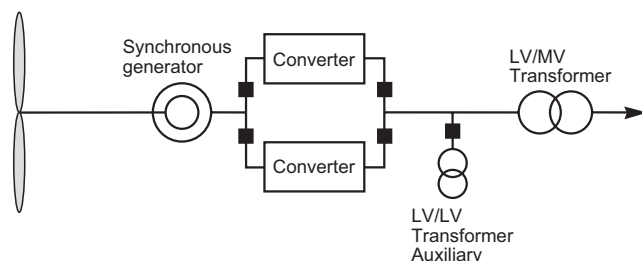 Synchronous
generator
Converter
Converter
LV/MV
Transformer
LV/LV
Transformer
Auxiliary